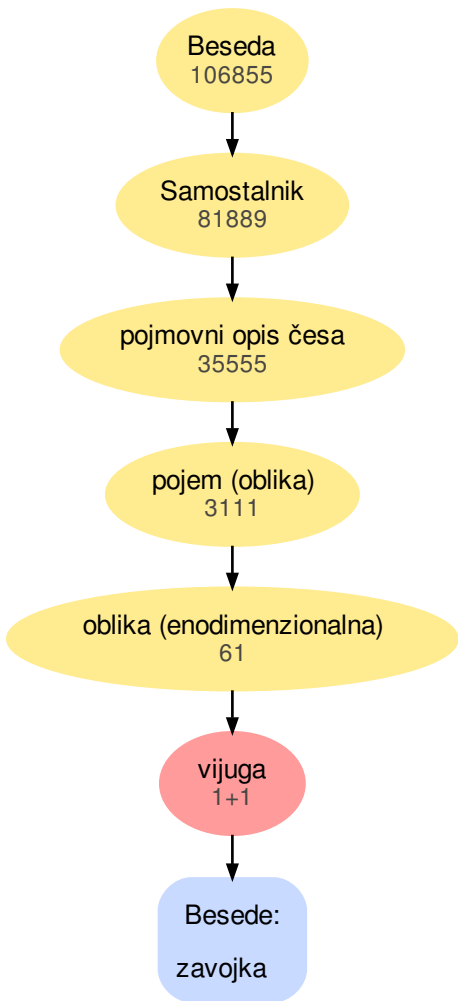 Beseda
106855
Samostalnik
81889
pojmovni opis česa
35555
pojem (oblika)
3111
oblika (enodimenzionalna)
61
vijuga
1+1
Besede:
zavojka